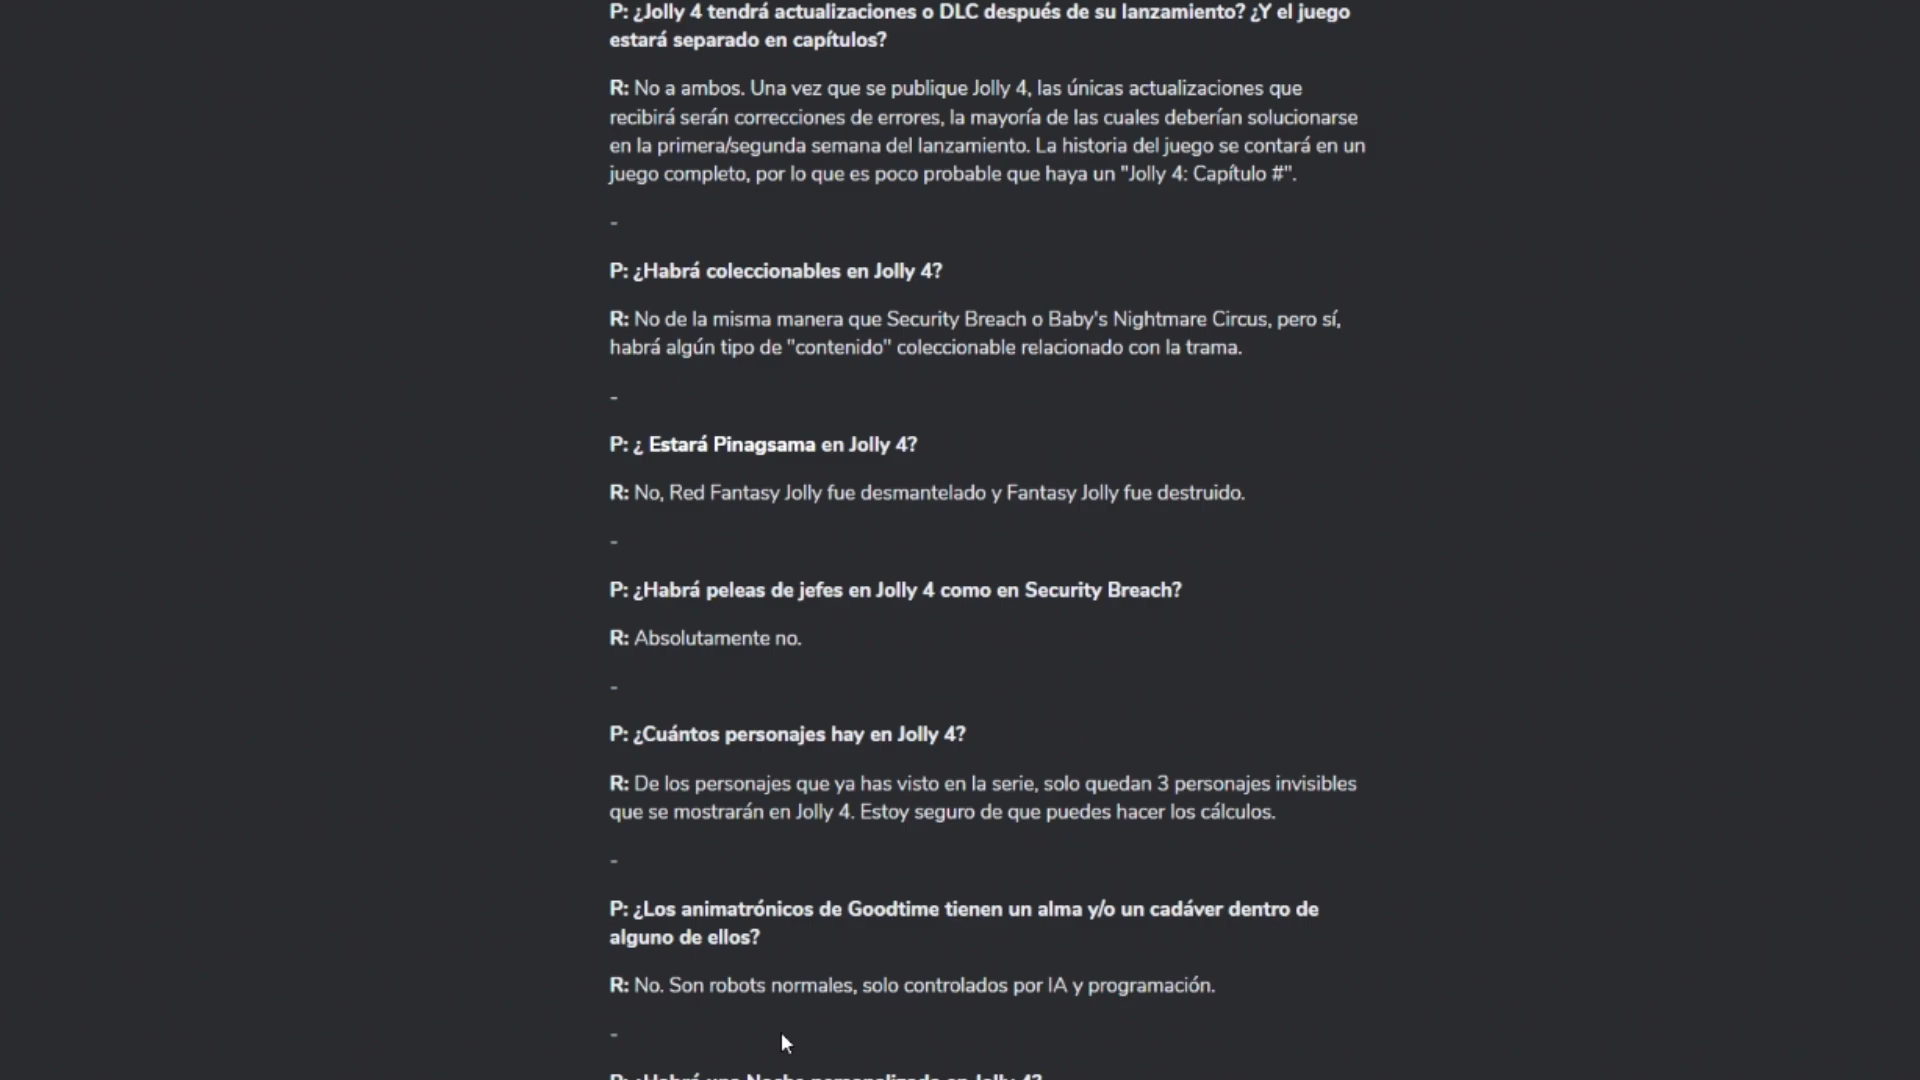 P: ¿Jolly 4 tendrá actualizaciones o DLC después de su lanzamiento? ¿Y el juego
estará separado en capítulos?
R: No a ambos. Una vez que se publique Jolly 4, las únicas actualizaciones que
recibirá serán correcciones de errores, la mayoría de las cuales deberían solucionarse
en la primera/segunda semana del lanzamiento. La historia del juego se contará en un
juego completo, por lo que es poco probable que haya un "Jolly 4: Capítulo #".
-
P: ¿Habrá coleccionables en Jolly 4?
R: No de la misma manera que Security Breach o Baby's Nightmare Circus, pero sí,
habrá algún tipo de "contenido" coleccionable relacionado con la trama.
-
P: ¿ Estará Pinagsama en Jolly 4?
R: No, Red Fantasy Jolly fue desmantelado y Fantasy Jolly fue destruido.
-
P: ¿Habrá peleas de jefes en Jolly 4 como en Security Breach?
R: Absolutamente no.
-
P: ¿Cuántos personajes hay en Jolly 4?
R: De los personajes que ya has visto en la serie, solo quedan 3 personajes invisibles
que se mostrarán en Jolly 4. Estoy seguro de que puedes hacer los cálculos.
-
P: ¿Los animatrónicos de Goodtime tienen un alma y/o un cadáver dentro de
alguno de ellos?
R: No. Son robots normales, solo controlados por IA y programación.
-
P: ¿Habrá una Noche personalizada en Jolly 4?